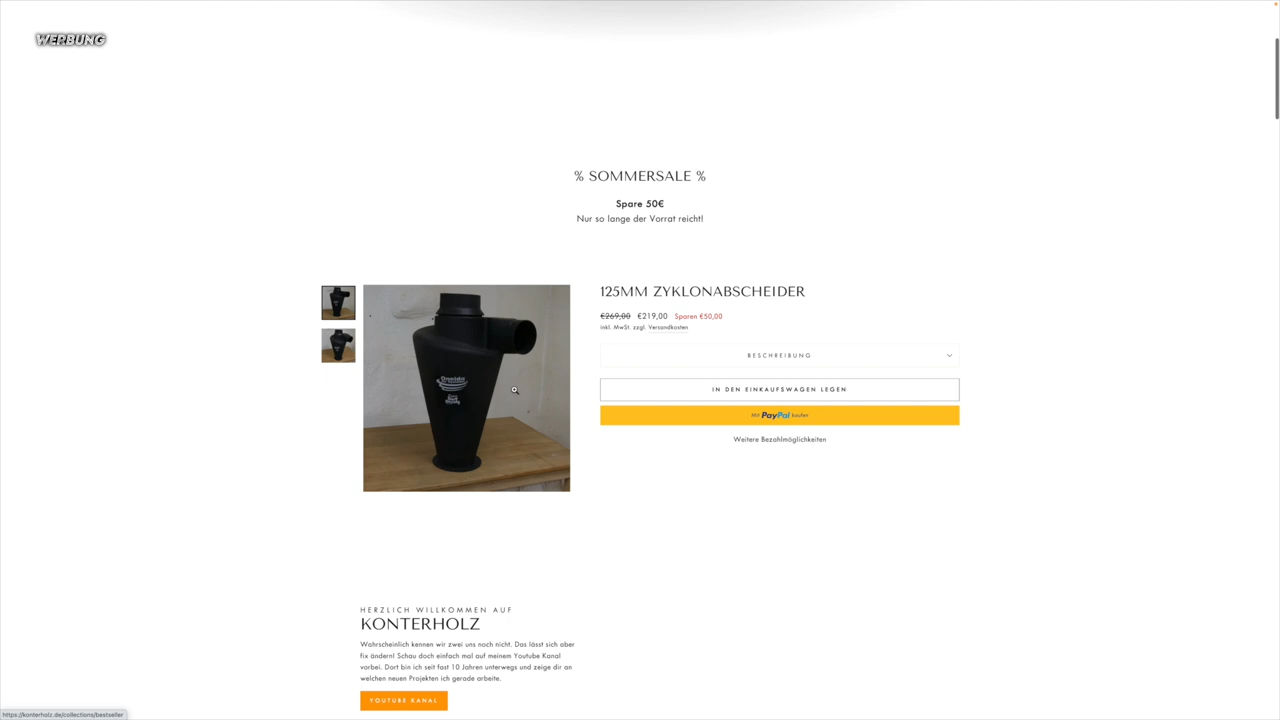 WERBUNG
% SOMMERSALE %
Spare 50€
Nur so lange der Vorrat reicht!
125MM ZYKLONABSCHEIDER
€269,00 €219,00 Sparen €50,00
inkl. MwSt. zzgl. Versandkosten
BESCHREIBUNG
IN DEN EINKAUFSWAGEN LEGEN
Mit PayPal kaufen
Weitere Bezahlmöglichkeiten
Oneida
HERZLICH WILLKOMMEN AUF
KONTERHOLZ
Wahrscheinlich kennen wir zwei uns noch nicht. Das lässt sich aber
fix ändern! Schau doch einfach mal auf meinem Youtube Kanal
vorbei. Dort bin ich seit fast 10 Jahren unterwegs und zeige dir an
welchen neuen Projekten ich gerade arbeite.
YOUTUBE KANAL
https://konterholz.de/collections/bestseller